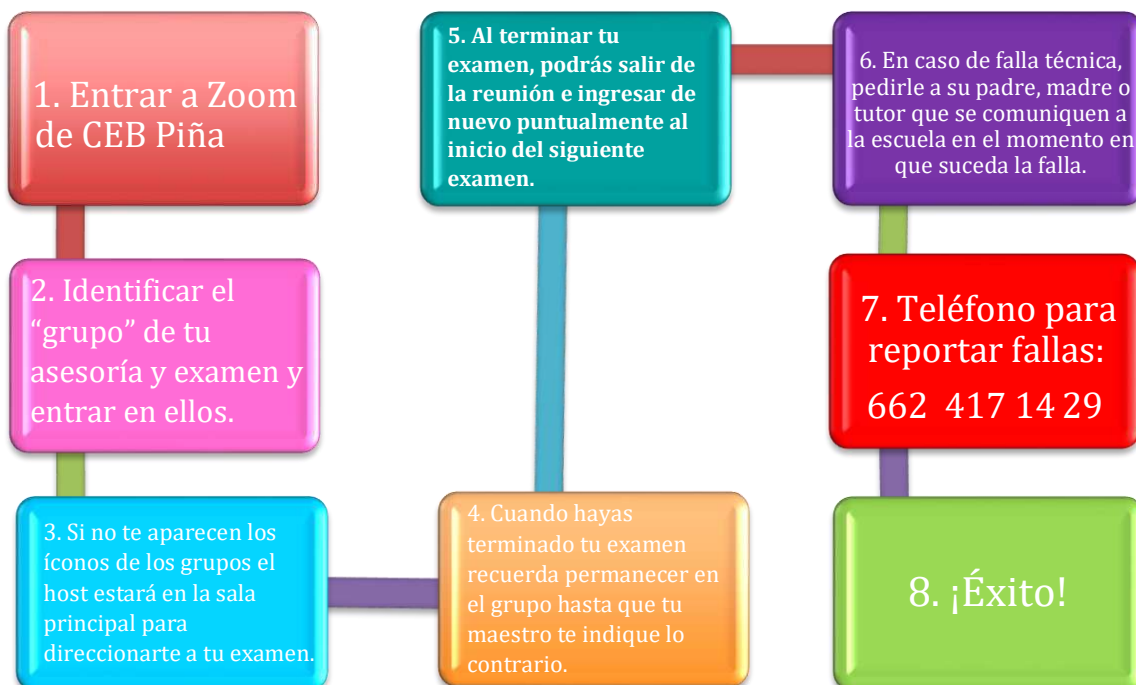 1. Entrar a Zoom
de CEB Piña
2. Identificar el
“grupo” de tu
asesoría y examen y
entrar en ellos.
3. Si no te aparecen los
íconos de los grupos el
host estará en la sala
principal para
direccionarte a tu examen.
4. Cuando hayas
terminado tu examen
recuerda permanecer en
el grupo hasta que tu
maestro te indique lo
contrario.
5. Al terminar tu
examen, podrás salir de
la reunión e ingresar de
nuevo puntualmente al
inicio del siguiente
examen.
6. En caso de falla técnica,
pedirle a su padre, madre o
tutor que se comuniquen a
la escuela en el momento en
que suceda la falla.
7. Teléfono para
reportar fallas:
662 417 14 29
8. ¡Éxito!